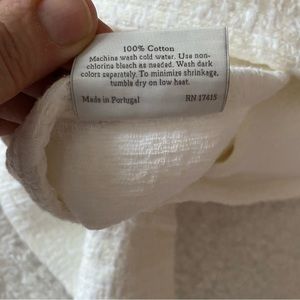 100% Cotton
Machine wash cold water. Use non-
chlorine bleach as needed. Wash dark
colors separately. To minimize shrinkage,
tumble dry on low heat.
Made in Portugal RN 17415